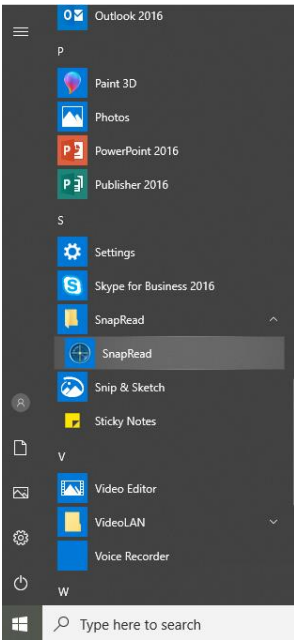 Outlook 2016
P
Paint 3D
Photos
PowerPoint 2016
Publisher 2016
S
Settings
Skype for Business 2016
SnapRead
SnapRead
Snip & Sketch
Sticky Notes
V
Video Editor
VideoLAN
Voice Recorder
W
Type here to search